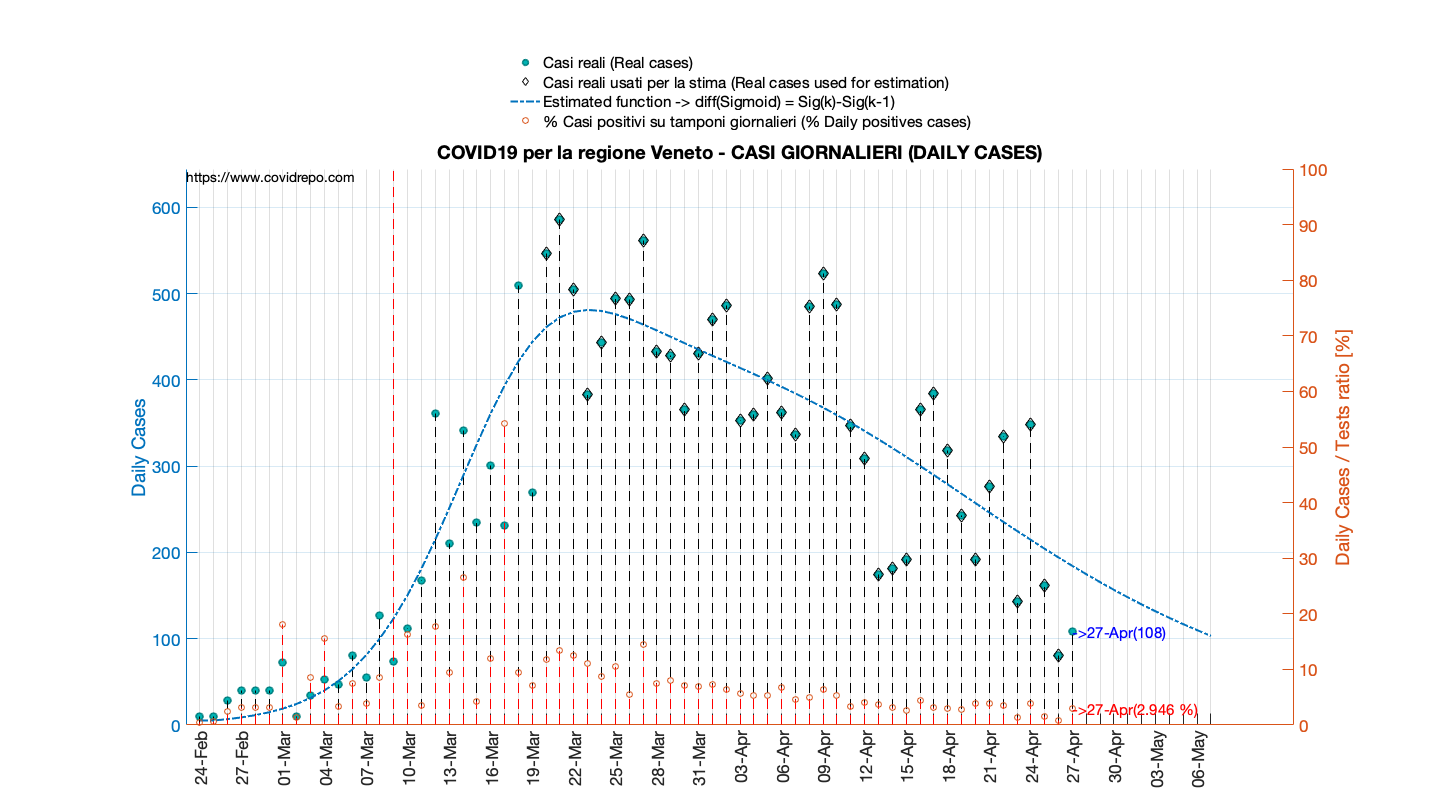 Casi reali (Real cases)
Casi reali usati per la stima (Real cases used for estimation)
Estimated function -> diff(Sigmoid) = Sig(k)-Sig(k-1)
% Casi positivi su tamponi giornalieri (% Daily positives cases)
COVID19 per la regione Veneto - CASI GIORNALIERI (DAILY CASES)
https://www.covidrepo.com
Daily Cases
600
500
400
300
200
100
0
100
90
80
70
60
50
40
30
20
10
0
Daily Cases / Tests ratio [%]
>27-Apr(108)
>27-Apr(2.946 %)
24-Feb
27-Feb
01-Mar
04-Mar
07-Mar
10-Mar
13-Mar
16-Mar
19-Mar
22-Mar
25-Mar
28-Mar
31-Mar
03-Apr
06-Apr
09-Apr
12-Apr
15-Apr
18-Apr
21-Apr
24-Apr
27-Apr
30-Apr
03-May
06-May